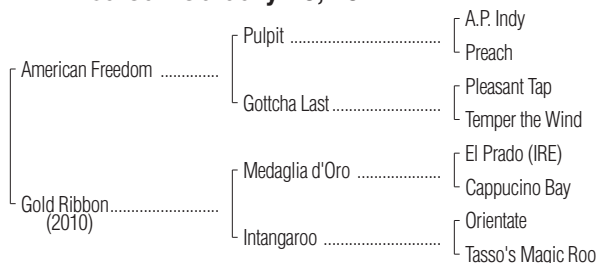 A.P. Indy
Pulpit ........................................
Preach
American Freedom ...............
Pleasant Tap
Gottcha Last ............................
Temper the Wind
El Prado (IRE)
Medaglia d'Oro .....................
Cappucino Bay
Gold Ribbon............................
(2010)
Orientate
Intangaroo ..............................
Tasso's Magic Roo